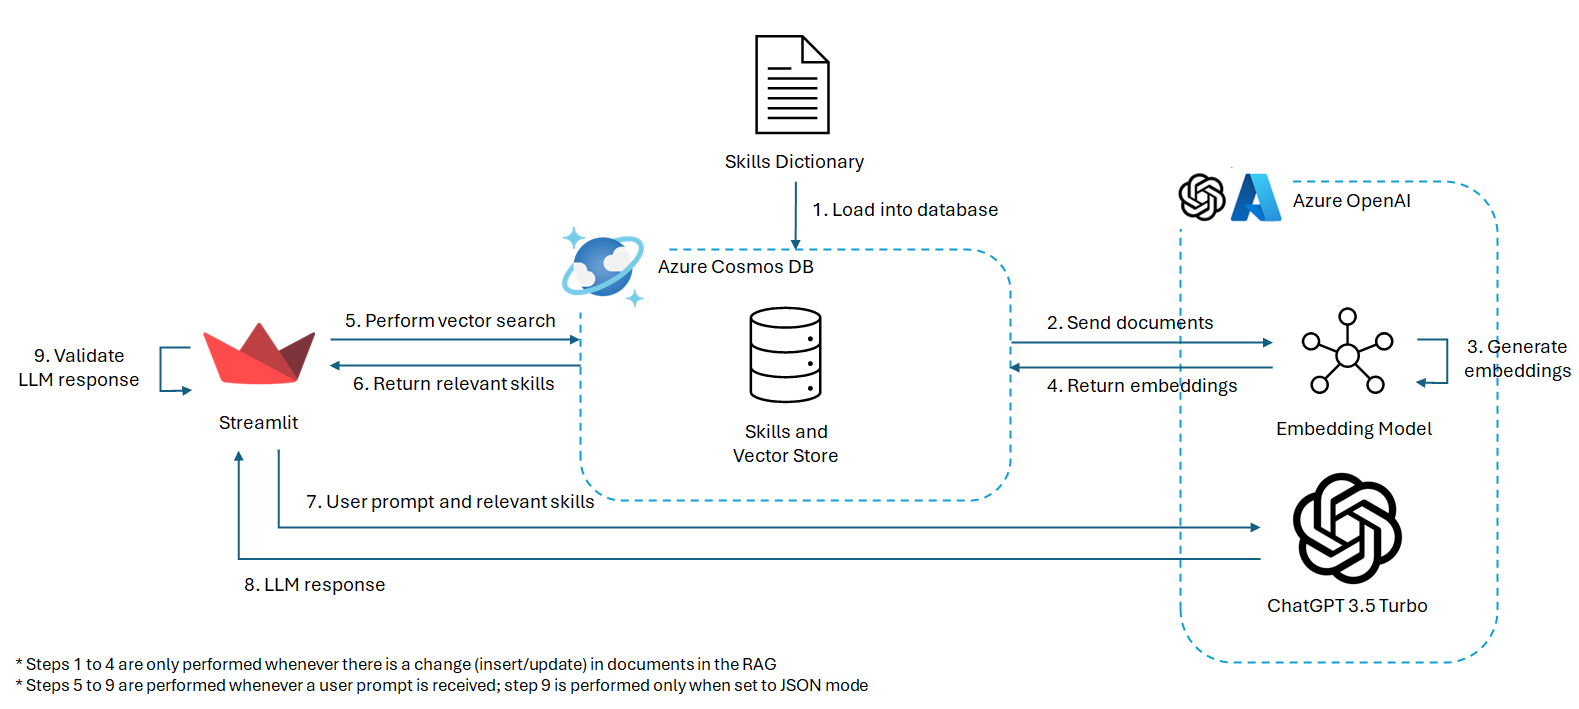 Skills Dictionary
1. Load into database
Azure OpenAI
Azure Cosmos DB
5. Perform vector search
2. Send documents
9. Validate
LLM response
3. Generate
embeddings
6. Return relevant skills
4. Return embeddings
Streamlit
Skills and
Vector Store
Embedding Model
7. User prompt and relevant skills
8. LLM response
ChatGPT 3.5 Turbo
* Steps 1 to 4 are only performed whenever there is a change (insert/update) in documents in the RAG
* Steps 5 to 9 are performed whenever a user prompt is received; step 9 is performed only when set to JSON mode